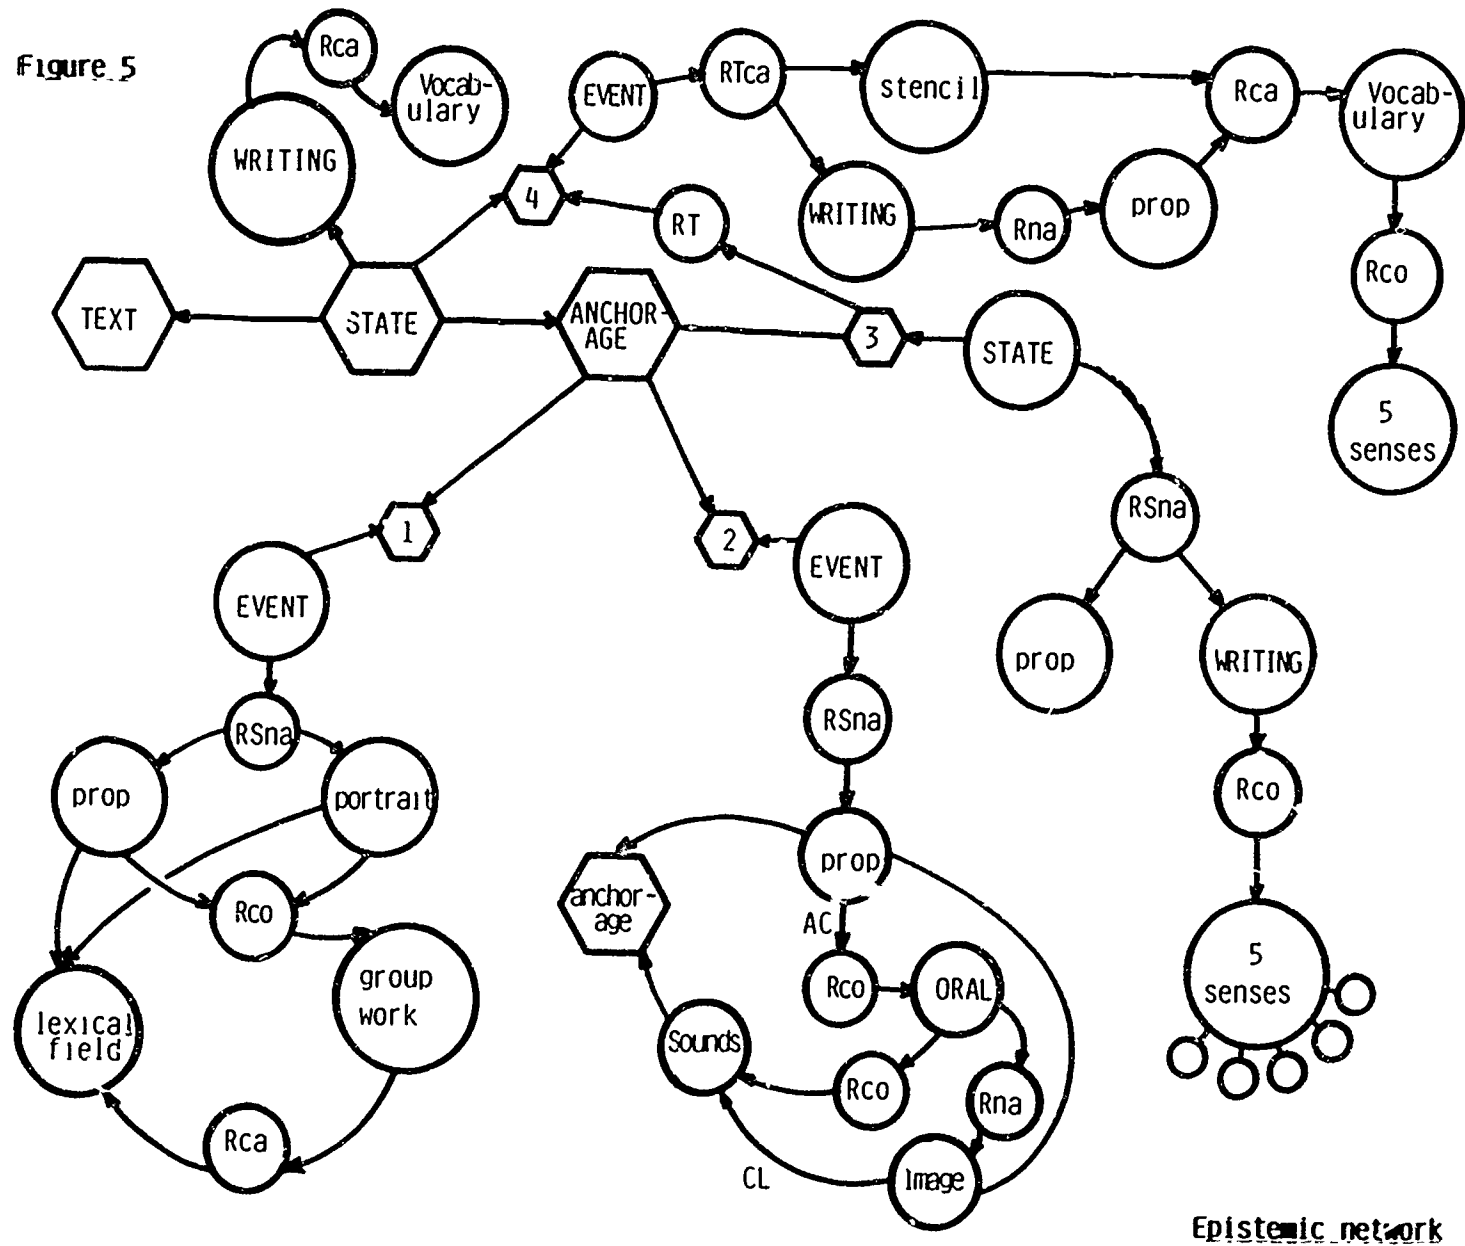 Figure 5
Rca
Vocab-
ulary
WRITING
EVENT
RTca
stencil
Rca
Vocab-
ulary
4
RT
WRITING
Rna
prop
Rco
TEXT
STATE
ANCHOR-
AGE
3
STATE
5
senses
1
2
EVENT
EVENT
RSna
prop
WRITING
RSna
prop
portrait
RSna
Rco
Rco
group
work
lexical
field
Rca
prop
anchor-
age
AC
Rco
ORAL
Sounds
Rco
Rna
CL
Image
5
senses
Epistemic network